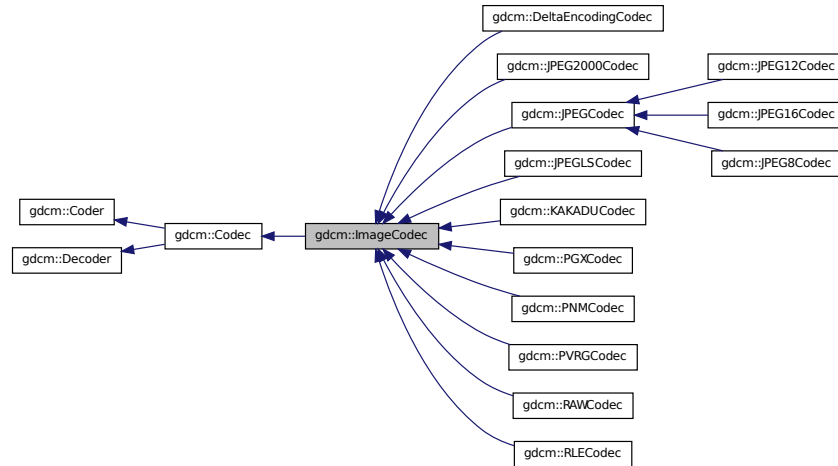 gdcm::DeltaEncodingCodec
gdcm::JPEG2000Codec
gdcm::JPEG12Codec
gdcm::JPEGCodec
gdcm::JPEG16Codec
gdcm::JPEGLSCodec
gdcm::JPEG8Codec
gdcm::Coder
gdcm::KAKADUCodec
gdcm::Codec
gdcm::ImageCodec
gdcm::Decoder
gdcm::PGXCodec
gdcm::PNMCodec
gdcm::PVRGCodec
gdcm::RAWCodec
gdcm::RLECodec